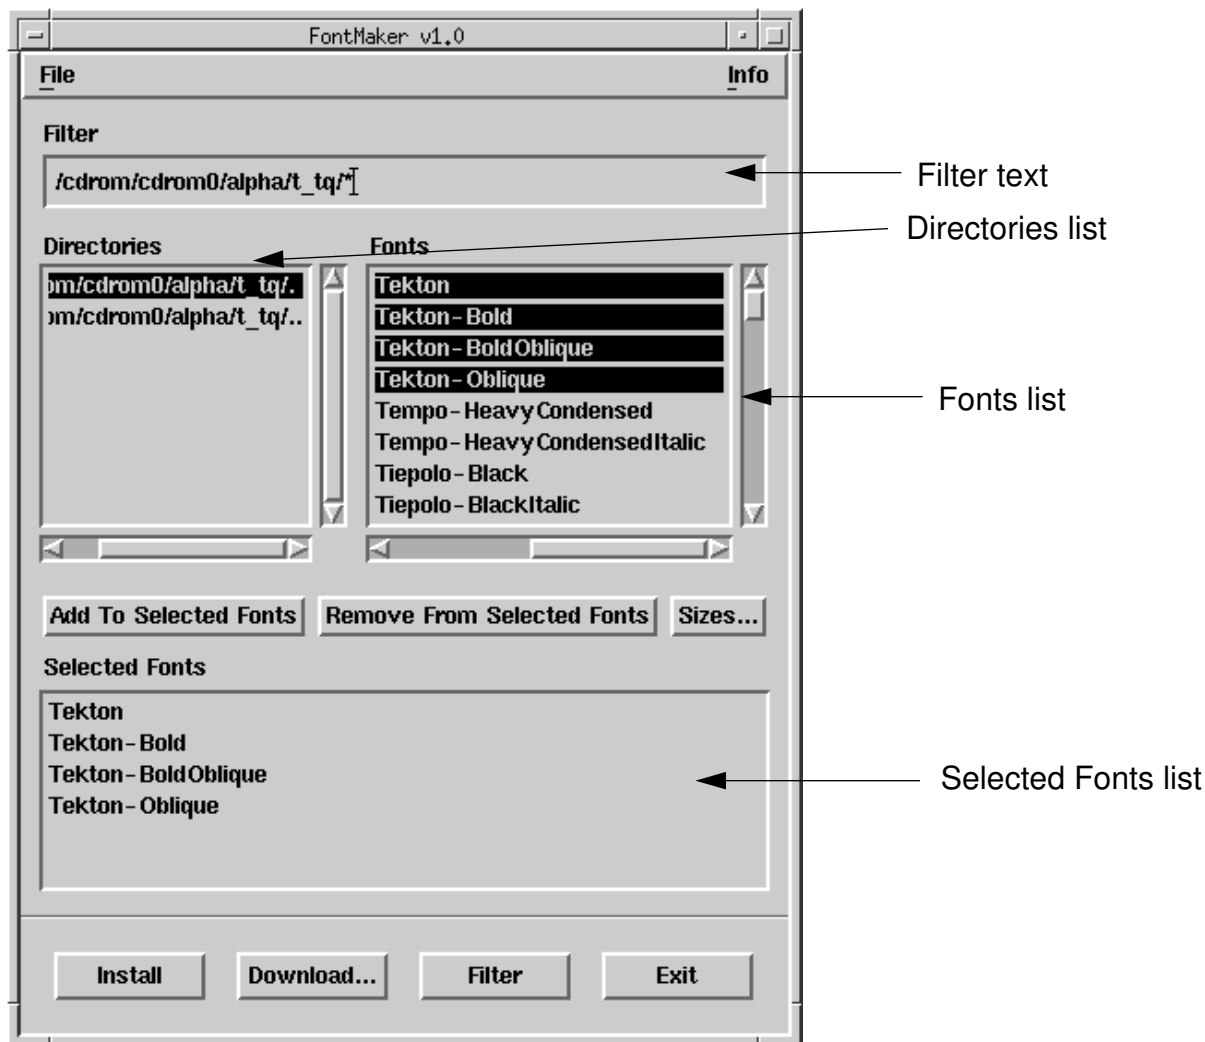 FontMaker v1.0
File Info
Filter
/cdrom/cdrom0/alpha/t_tq/*
Filter text
Directories list
Directories Fonts
om/cdrom0/alpha/t_tq/.
om/cdrom0/alpha/t_tq/..
Tekton
Tekton-Bold
Tekton-BoldOblique
Tekton-Oblique
Tempo-HeavyCondensed
Tempo-HeavyCondensedItalic
Tiepolo-Black
Tiepolo-BlackItalic
Fonts list
Add To Selected Fonts Remove From Selected Fonts Sizes...
Selected Fonts
Tekton
Tekton-Bold
Tekton-BoldOblique
Tekton-Oblique
Selected Fonts list
Install Download... Filter Exit